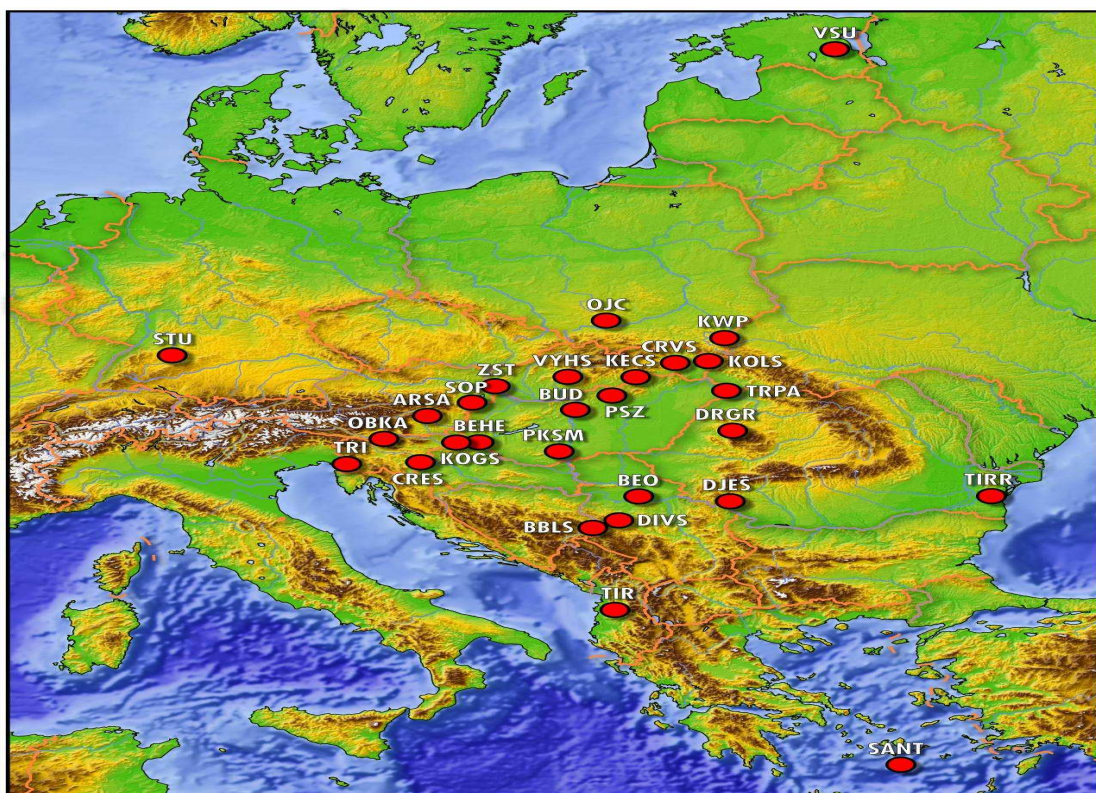 VSU
OJC
KWP
STU
CRVS
VYHS
KECS
KOLS
ZST
SOP
BUD
TRPA
ARSA
PSZ
OBKA
BEHE
DRGR
PKSM
TRI
KOGS
CRES
BEO
DJES
TIRR
BBLS
DIVS
TIR
SANT